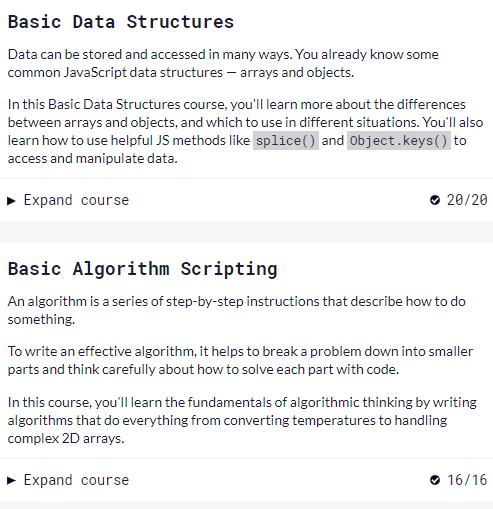 Basic Data Structures
Data can be stored and accessed in many ways. You already know some
common JavaScript data structures — arrays and objects.
In this Basic Data Structures course, you'll learn more about the differences
between arrays and objects, and which to use in different situations. You'll also
learn how to use helpful JS methods like splice() and Object.keys() to
access and manipulate data.
Expand course 20/20
Basic Algorithm Scripting
An algorithm is a series of step-by-step instructions that describe how to do
something.
To write an effective algorithm, it helps to break a problem down into smaller
parts and think carefully about how to solve each part with code.
In this course, you'll learn the fundamentals of algorithmic thinking by writing
algorithms that do everything from converting temperatures to handling
complex 2D arrays.
Expand course 16/16